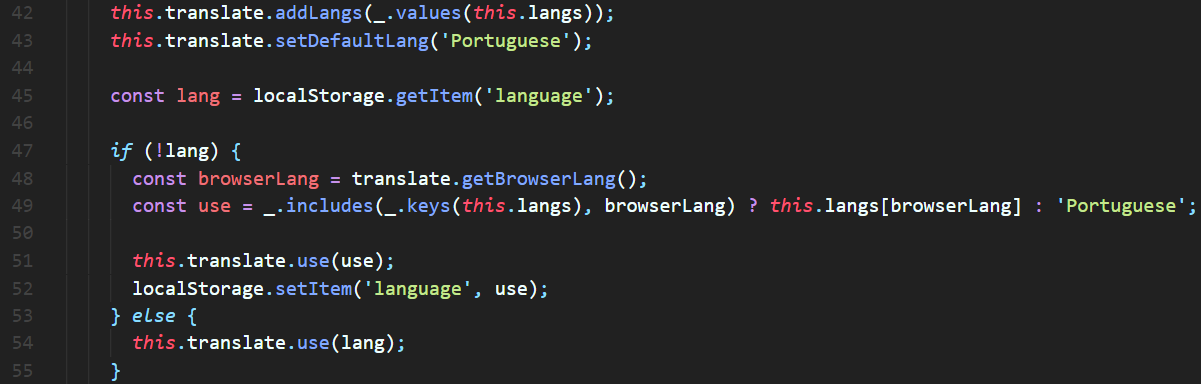 42 this.translate.addLangs(_.values(this.langs));
43 this.translate.setDefaultLang('Portuguese');
44
45 const lang = localStorage.getItem('language');
46
47 if (!lang) {
48 const browserLang = translate.getBrowserLang();
49 const use = _.includes(_.keys(this.langs), browserLang) ? this.langs[browserLang] : 'Portuguese';
50
51 this.translate.use(use);
52 localStorage.setItem('language', use);
53 } else {
54 this.translate.use(lang);
55 }